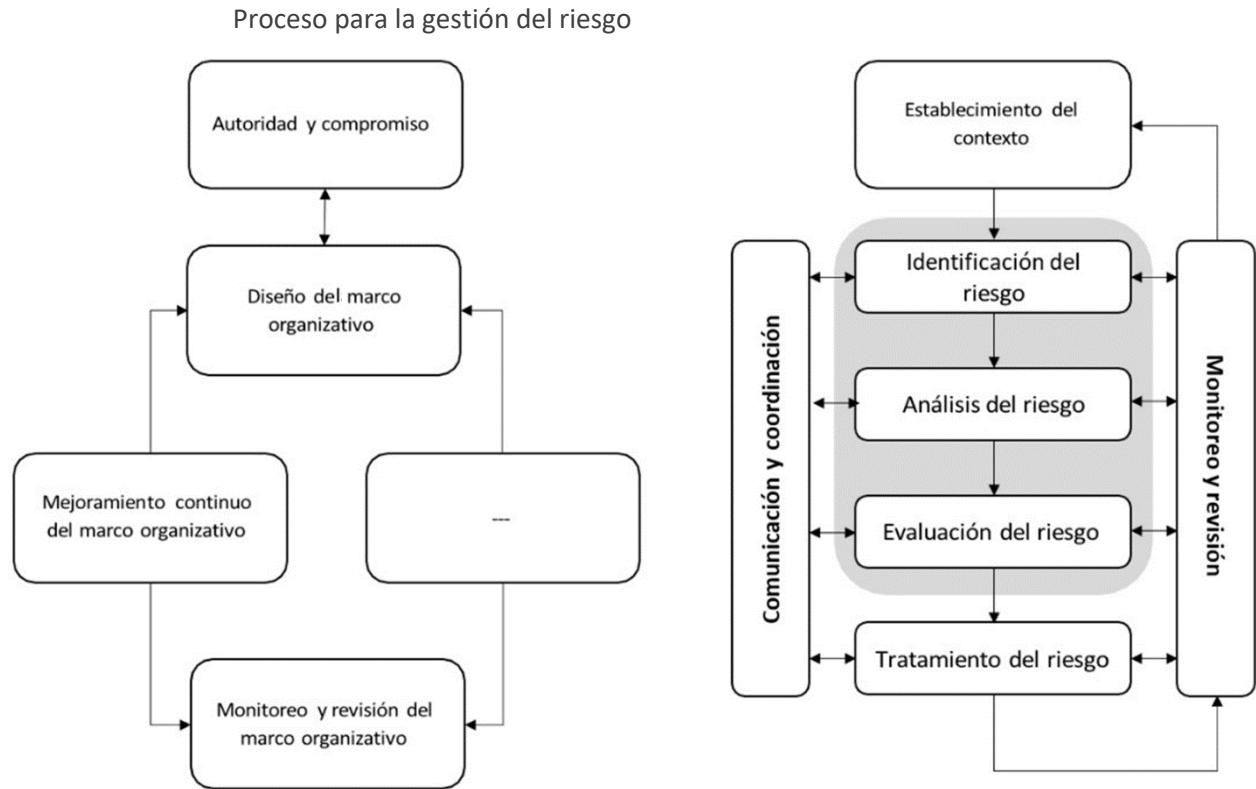 Proceso para la gestión del riesgo
Autoridad y compromiso
Diseño del marco
organizativo
Mejoramiento continuo
del marco organizativo
---
Monitoreo y revisión del
marco organizativo
Establecimiento del
contexto
Comunicación y coordinación
Identificación del
riesgo
Análisis del riesgo
Evaluación del riesgo
Tratamiento del riesgo
Monitoreo y revisión